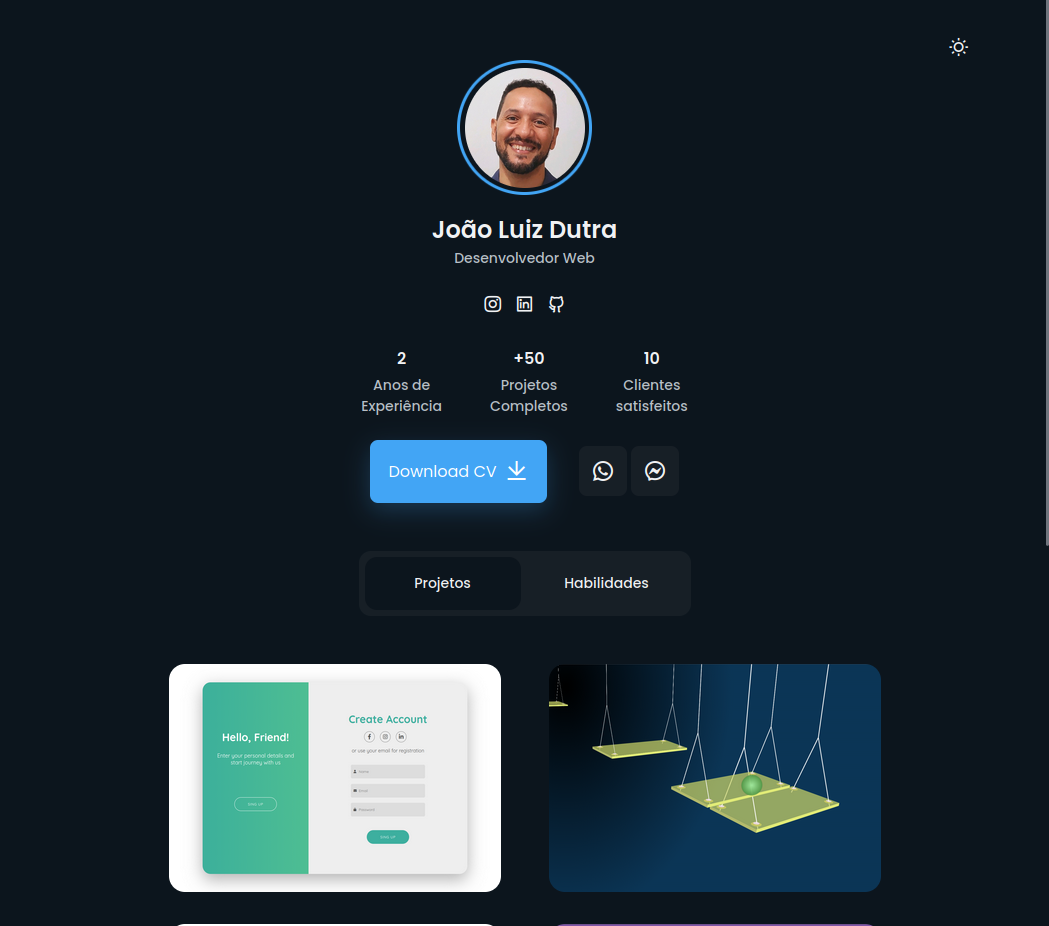 João Luiz Dutra
Desenvolvedor Web
2
Anos de
Experiência
+50
Projetos
Completos
10
Clientes
satisfeitos
Download CV
Projetos
Habilidades
Hello, Friend!
Enter your personal details and
start journey with us
SIGN UP
Create Account
or use your email for registration
Name
Email
Password
SIGN UP